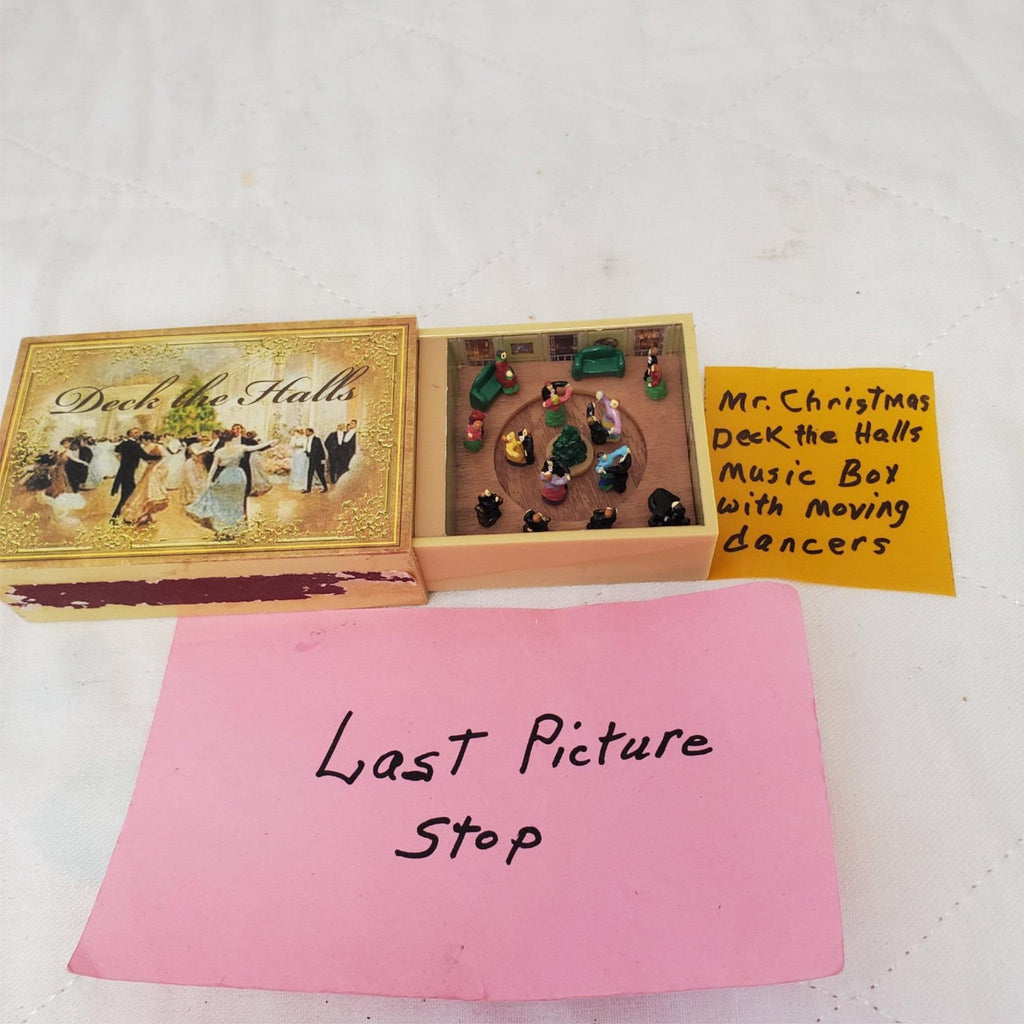 Deck the Halls
Mr. Christmas
Deck the Halls
Music Box
with moving
dancers
Last Picture
Stop